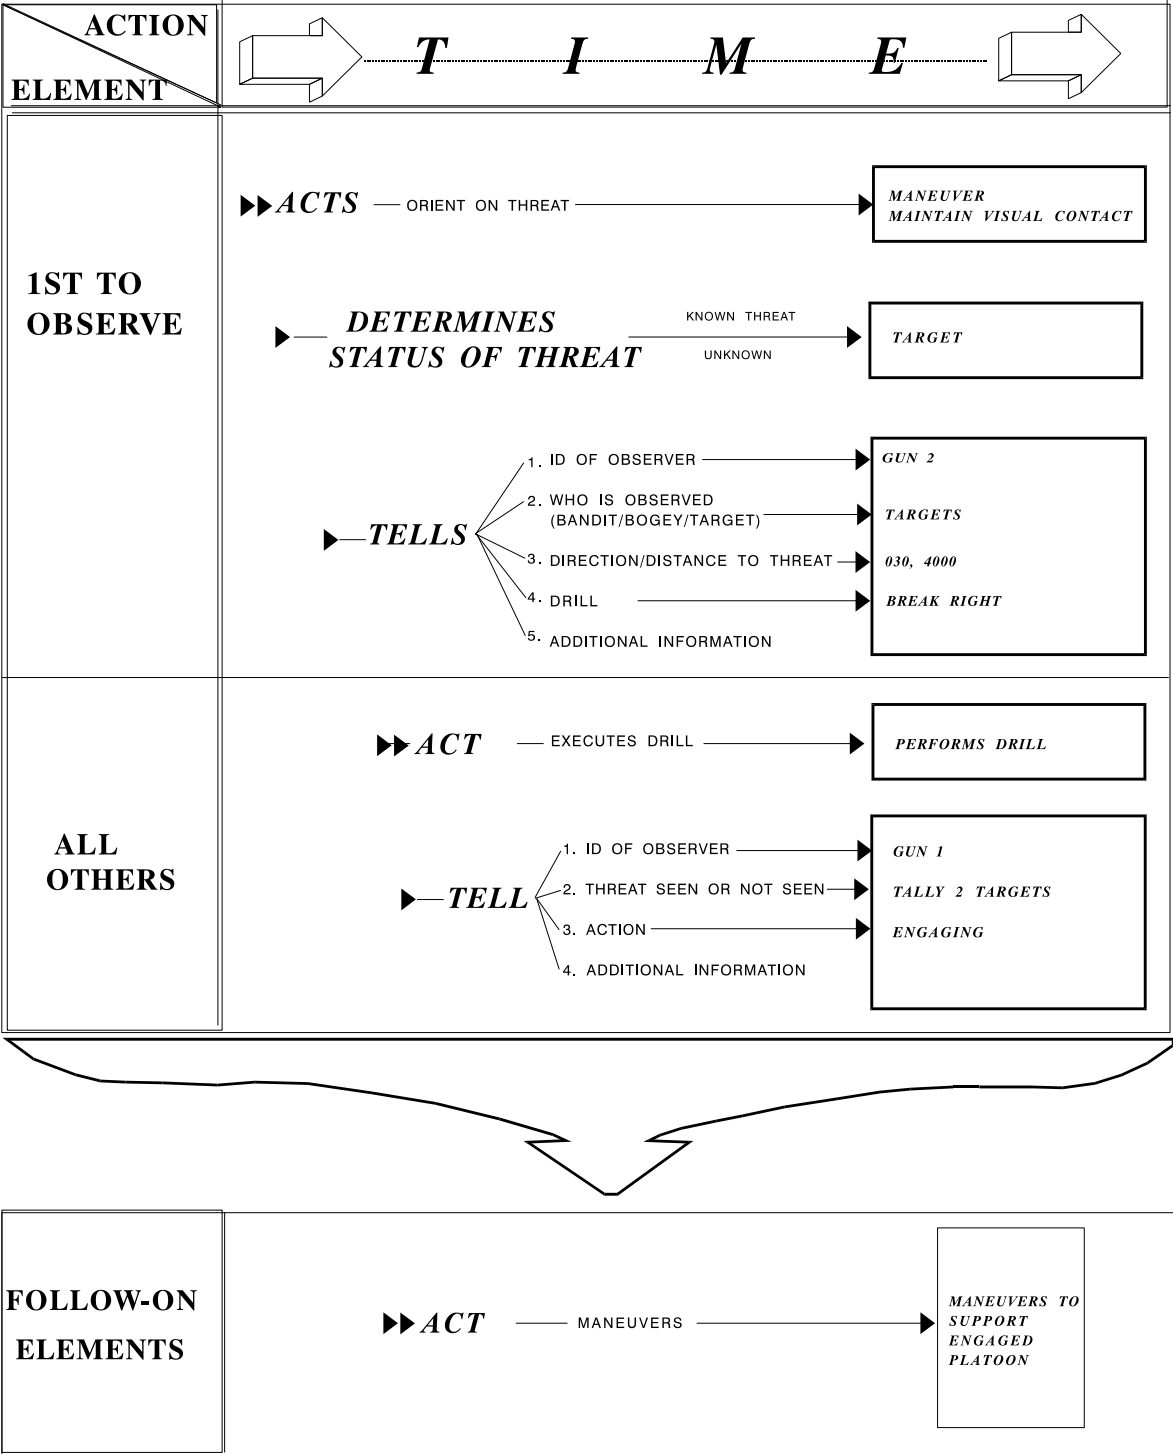 ACTION
ELEMENT
T I M E
1ST TO
OBSERVE
ACTS
ORIENT ON THREAT
MANEUVER
MAINTAIN VISUAL CONTACT
DETERMINES
STATUS OF THREAT
KNOWN THREAT
UNKNOWN
TARGET
TELLS
1. ID OF OBSERVER
GUN 2
2. WHO IS OBSERVED
(BANDIT/BOGEY/TARGET)
TARGETS
3. DIRECTION/DISTANCE TO THREAT
030, 4000
4. DRILL
BREAK RIGHT
5. ADDITIONAL INFORMATION
ALL
OTHERS
ACT
EXECUTES DRILL
PERFORMS DRILL
TELL
1. ID OF OBSERVER
GUN 1
2. THREAT SEEN OR NOT SEEN
TALLY 2 TARGETS
3. ACTION
ENGAGING
4. ADDITIONAL INFORMATION
FOLLOW-ON
ELEMENTS
ACT
MANEUVERS
MANEUVERS TO
SUPPORT
ENGAGED
PLATOON